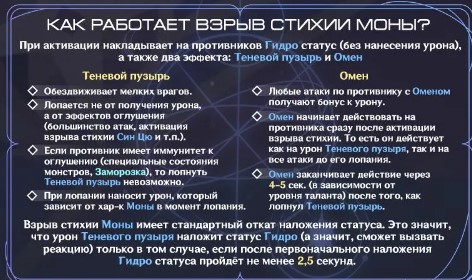 КАК РАБОТАЕТ ВЗРЫВ СТИХИИ МОНЫ?
При активации накладывает на противников Гидро статус (без нанесения урона),
а также два эффекта: Теневой пузырь и Омен
Теневой пузырь
Обездвиживает мелких врагов.
Лопается не от получения урона,
а от эффектов оглушения
(большинство атак, активация
взрыва стихии Син Цю и т.п.).
Если противник имеет иммунитет к
оглушению (специальные состояния
монстров, Заморозка), то лопнуть
Теневой пузырь невозможно.
При лопании наносит урон, который
зависит от хар-к Моны в момент лопания.
Омен
Любые атаки по противнику с Оменом
получают бонус к урону.
Омен начинает действовать на
противника сразу после активации
взрыва стихии. То есть он действует
как на урон Теневого пузыря, так и на
все атаки до его лопания.
Омен заканчивает действие через
4–5 сек. (в зависимости от
уровня таланта) после того, как
лопнул Теневой пузырь.
Взрыв стихии Моны имеет стандартный откат наложения статуса. Это значит,
что урон Теневого пузыря наложит статус Гидро (а значит, сможет вызвать
реакцию) только в том случае, если после первоначального наложения
Гидро статуса пройдёт не менее 2,5 секунд.